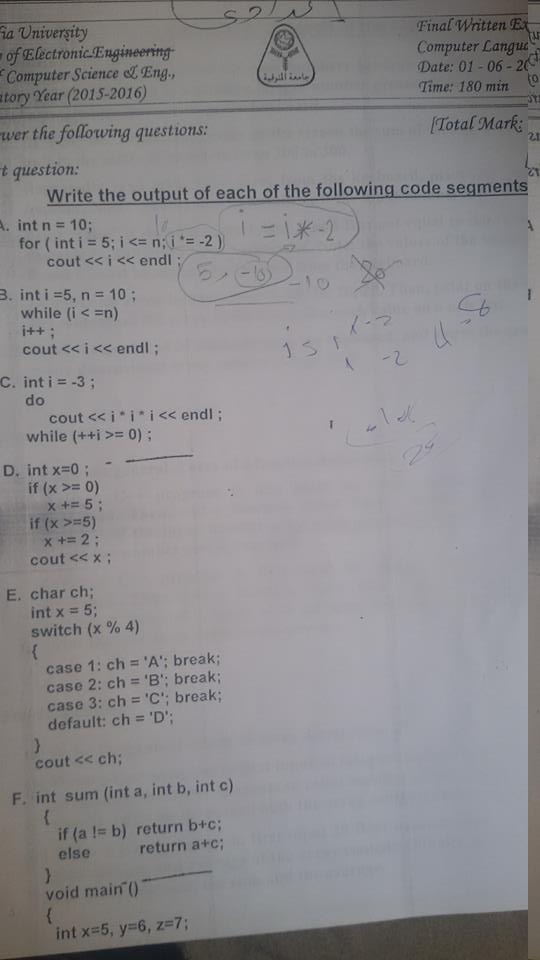 fia University
of Electronic Engineering
Computer Science & Eng.,
tory Year (2015-2016)
جامعة المنوفية
Final Written Ex
Computer Langua
Date: 01 - 06 - 20
Time: 180 min
wer the following questions:
[Total Mark:
t question:
Write the output of each of the following code segments
A. int n = 10;
for ( int i = 5; i <= n; i *= -2 )
cout << i << endl ;
i = i * -2
5, -10
-10
20
B. int i =5, n = 10 ;
while (i < =n)
i++ ;
cout << i << endl ;
C. int i = -3 ;
do
cout << i * i * i << endl ;
while (++i >= 0) ;
D. int x=0 ;
if (x >= 0)
x += 5 ;
if (x >=5)
x += 2 ;
cout << x ;
E. char ch;
int x = 5;
switch (x % 4)
{
case 1: ch = 'A'; break;
case 2: ch = 'B'; break;
case 3: ch = 'C'; break;
default: ch = 'D';
}
cout << ch;
F. int sum (int a, int b, int c)
{
if (a != b) return b+c;
else return a+c;
}
void main ()
{
int x=5, y=6, z=7;